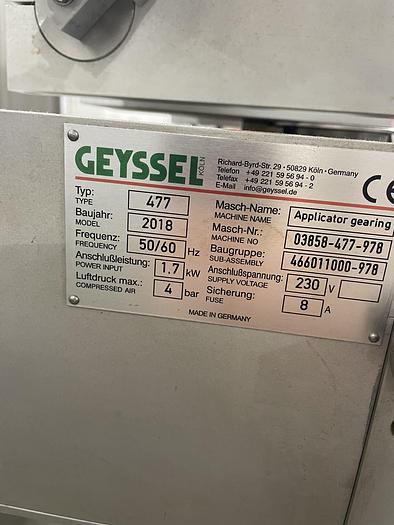 GEYSSEL KÖLN
Richard-Byrd-Str. 29 · 50829 Köln · Germany
Telefon +49 221 59 56 94 - 0
Telefax +49 221 59 56 94 - 2
E-Mail info@geyssel.de
CE
Typ: 477
TYPE
Baujahr: 2018
MODEL
Frequenz: 50/60 Hz
FREQUENCY
Anschlußleistung: 1.7 kW
POWER INPUT
Luftdruck max.: 4 bar
COMPRESSED AIR
Masch-Name: Applicator gearing
MACHINE NAME
Masch-Nr.: 03858-477-978
MACHINE NO
Baugruppe: 466011000-978
SUB-ASSEMBLY
Anschlußspannung: 230 V
SUPPLY VOLTAGE
Sicherung: 8 A
FUSE
MADE IN GERMANY